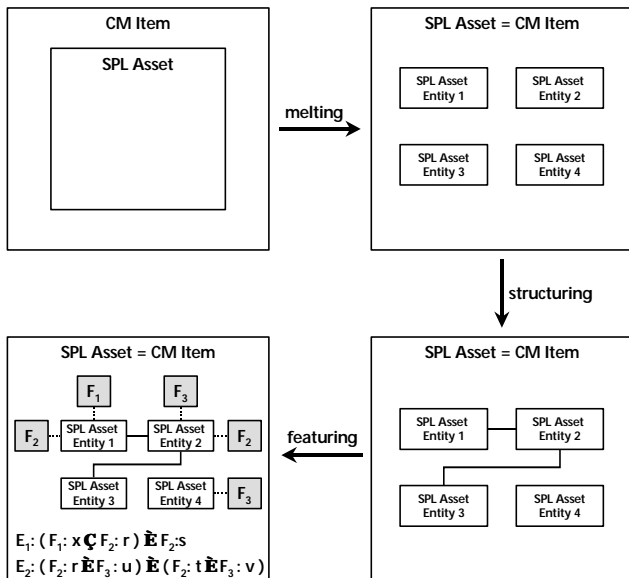 CM Item
SPL Asset
melting
SPL Asset = CM Item
SPL Asset
Entity 1
SPL Asset
Entity 2
SPL Asset
Entity 3
SPL Asset
Entity 4
structuring
SPL Asset = CM Item
SPL Asset
Entity 1
SPL Asset
Entity 2
SPL Asset
Entity 3
SPL Asset
Entity 4
featuring
SPL Asset = CM Item
F₁
F₃
F₂
SPL Asset
Entity 1
SPL Asset
Entity 2
F₂
SPL Asset
Entity 3
SPL Asset
Entity 4
F₃
E₁: (F₁: x Ç F₂: r) È F₂:s
E₂: (F₂: r È F₃: u) È (F₂: t È F₃: v)